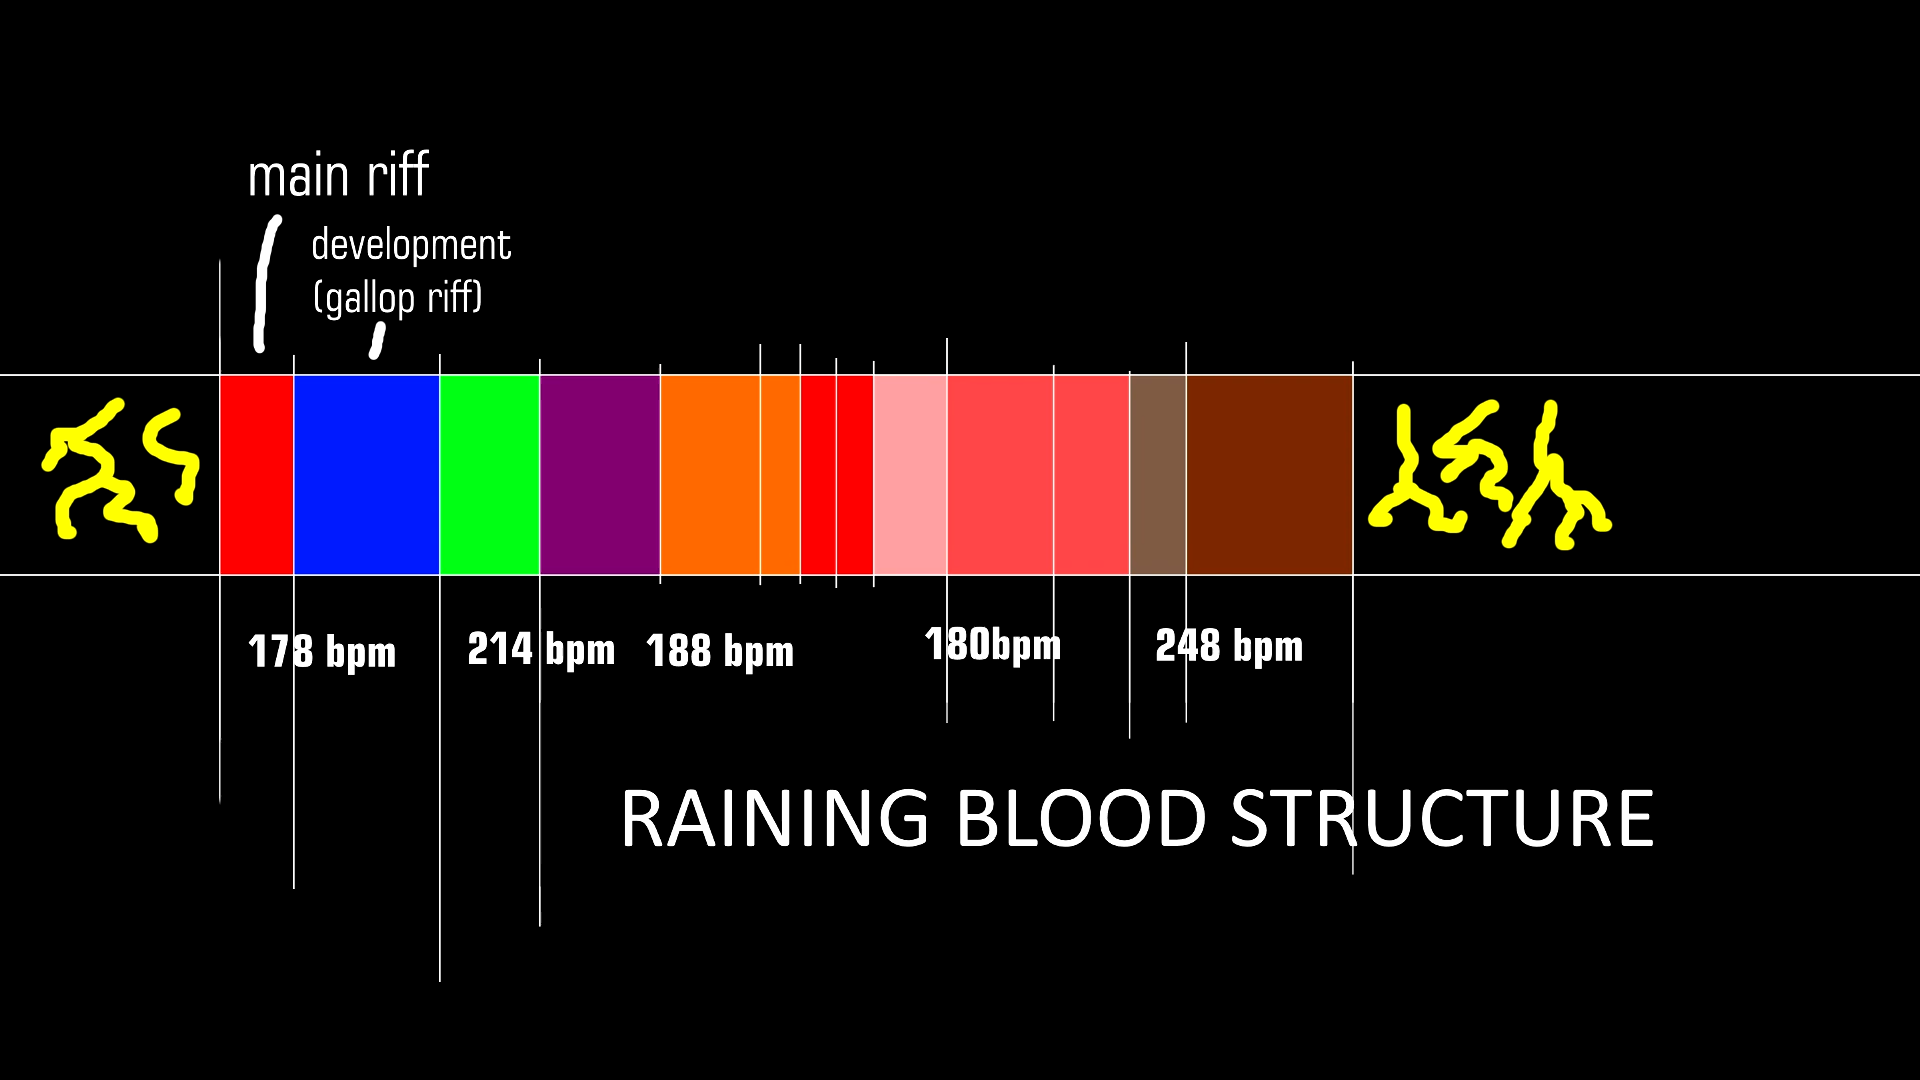 main riff
development
(gallop riff)
178 bpm
214 bpm
188 bpm
180bpm
248 bpm
RAINING BLOOD STRUCTURE